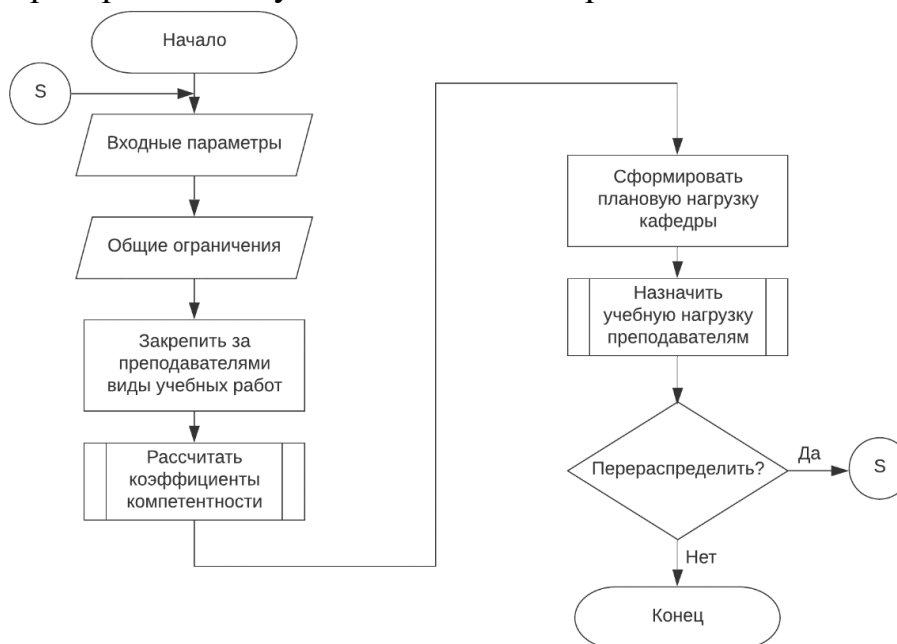 Начало
S
Входные параметры
Общие ограничения
Закрепить за
преподавателями
виды учебных работ
Рассчитать
коэффициенты
компетентности
Сформировать
плановую нагрузку
кафедры
Назначить
учебную нагрузку
преподавателям
Перераспределить?
Да
S
Нет
Конец